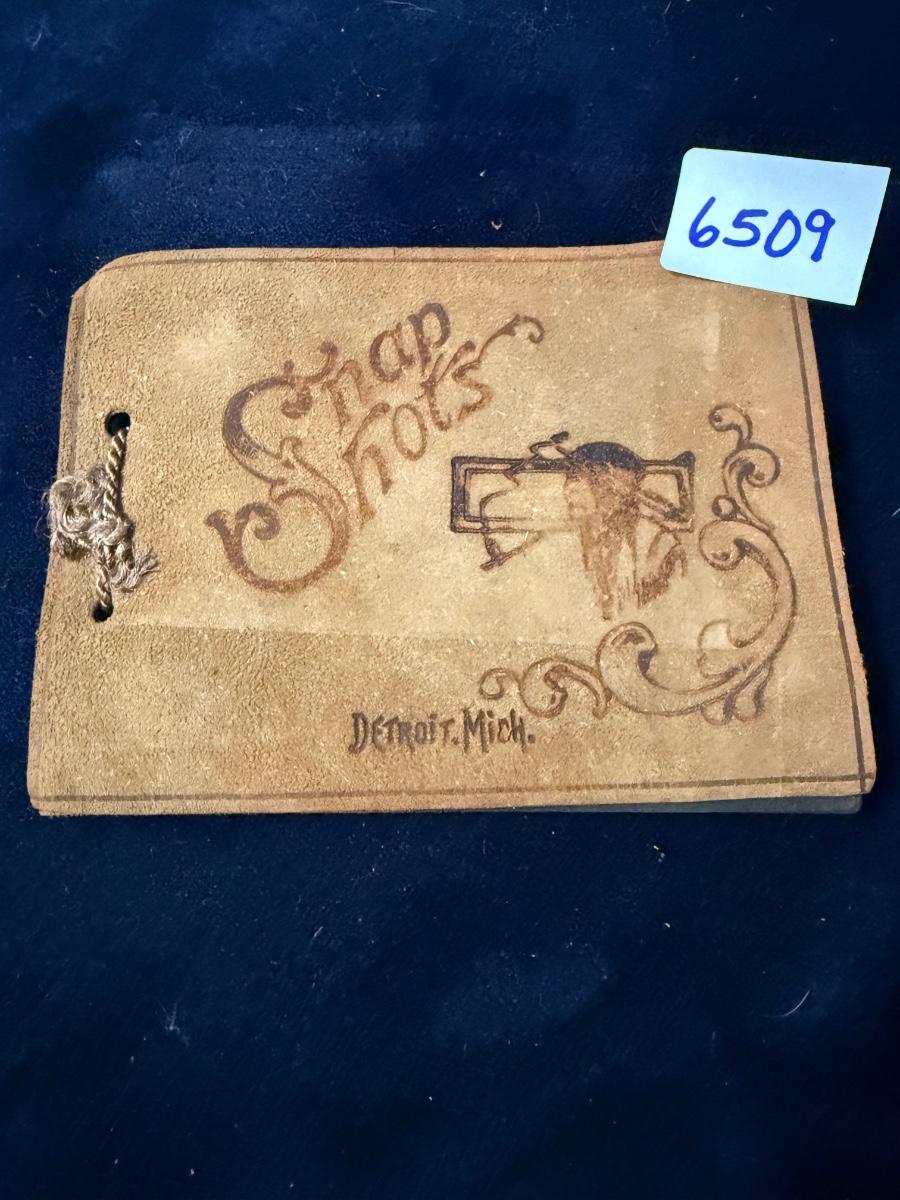 6509
Snap
Shots
Detroit. Mich.